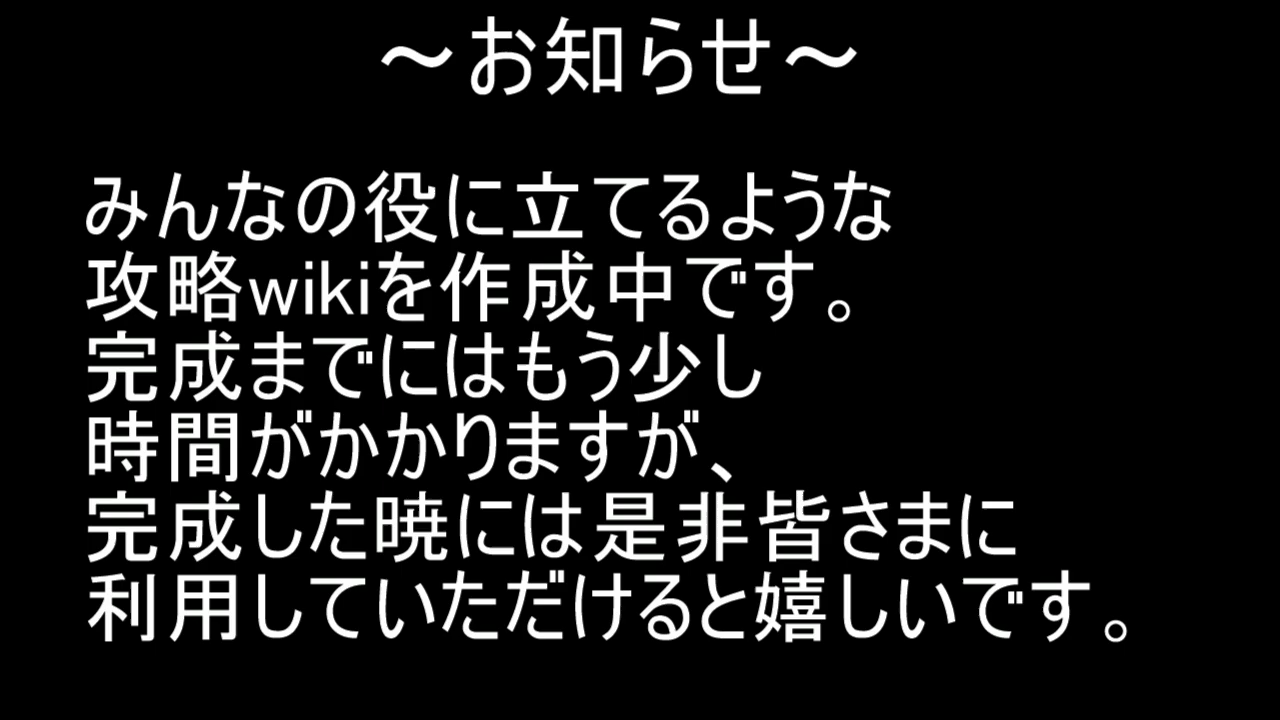 ～お知らせ～
みんなの役に立てるような
攻略wikiを作成中です。
完成までにはもう少し
時間がかかりますが、
完成した暁には是非皆さまに
利用していただけると嬉しいです。